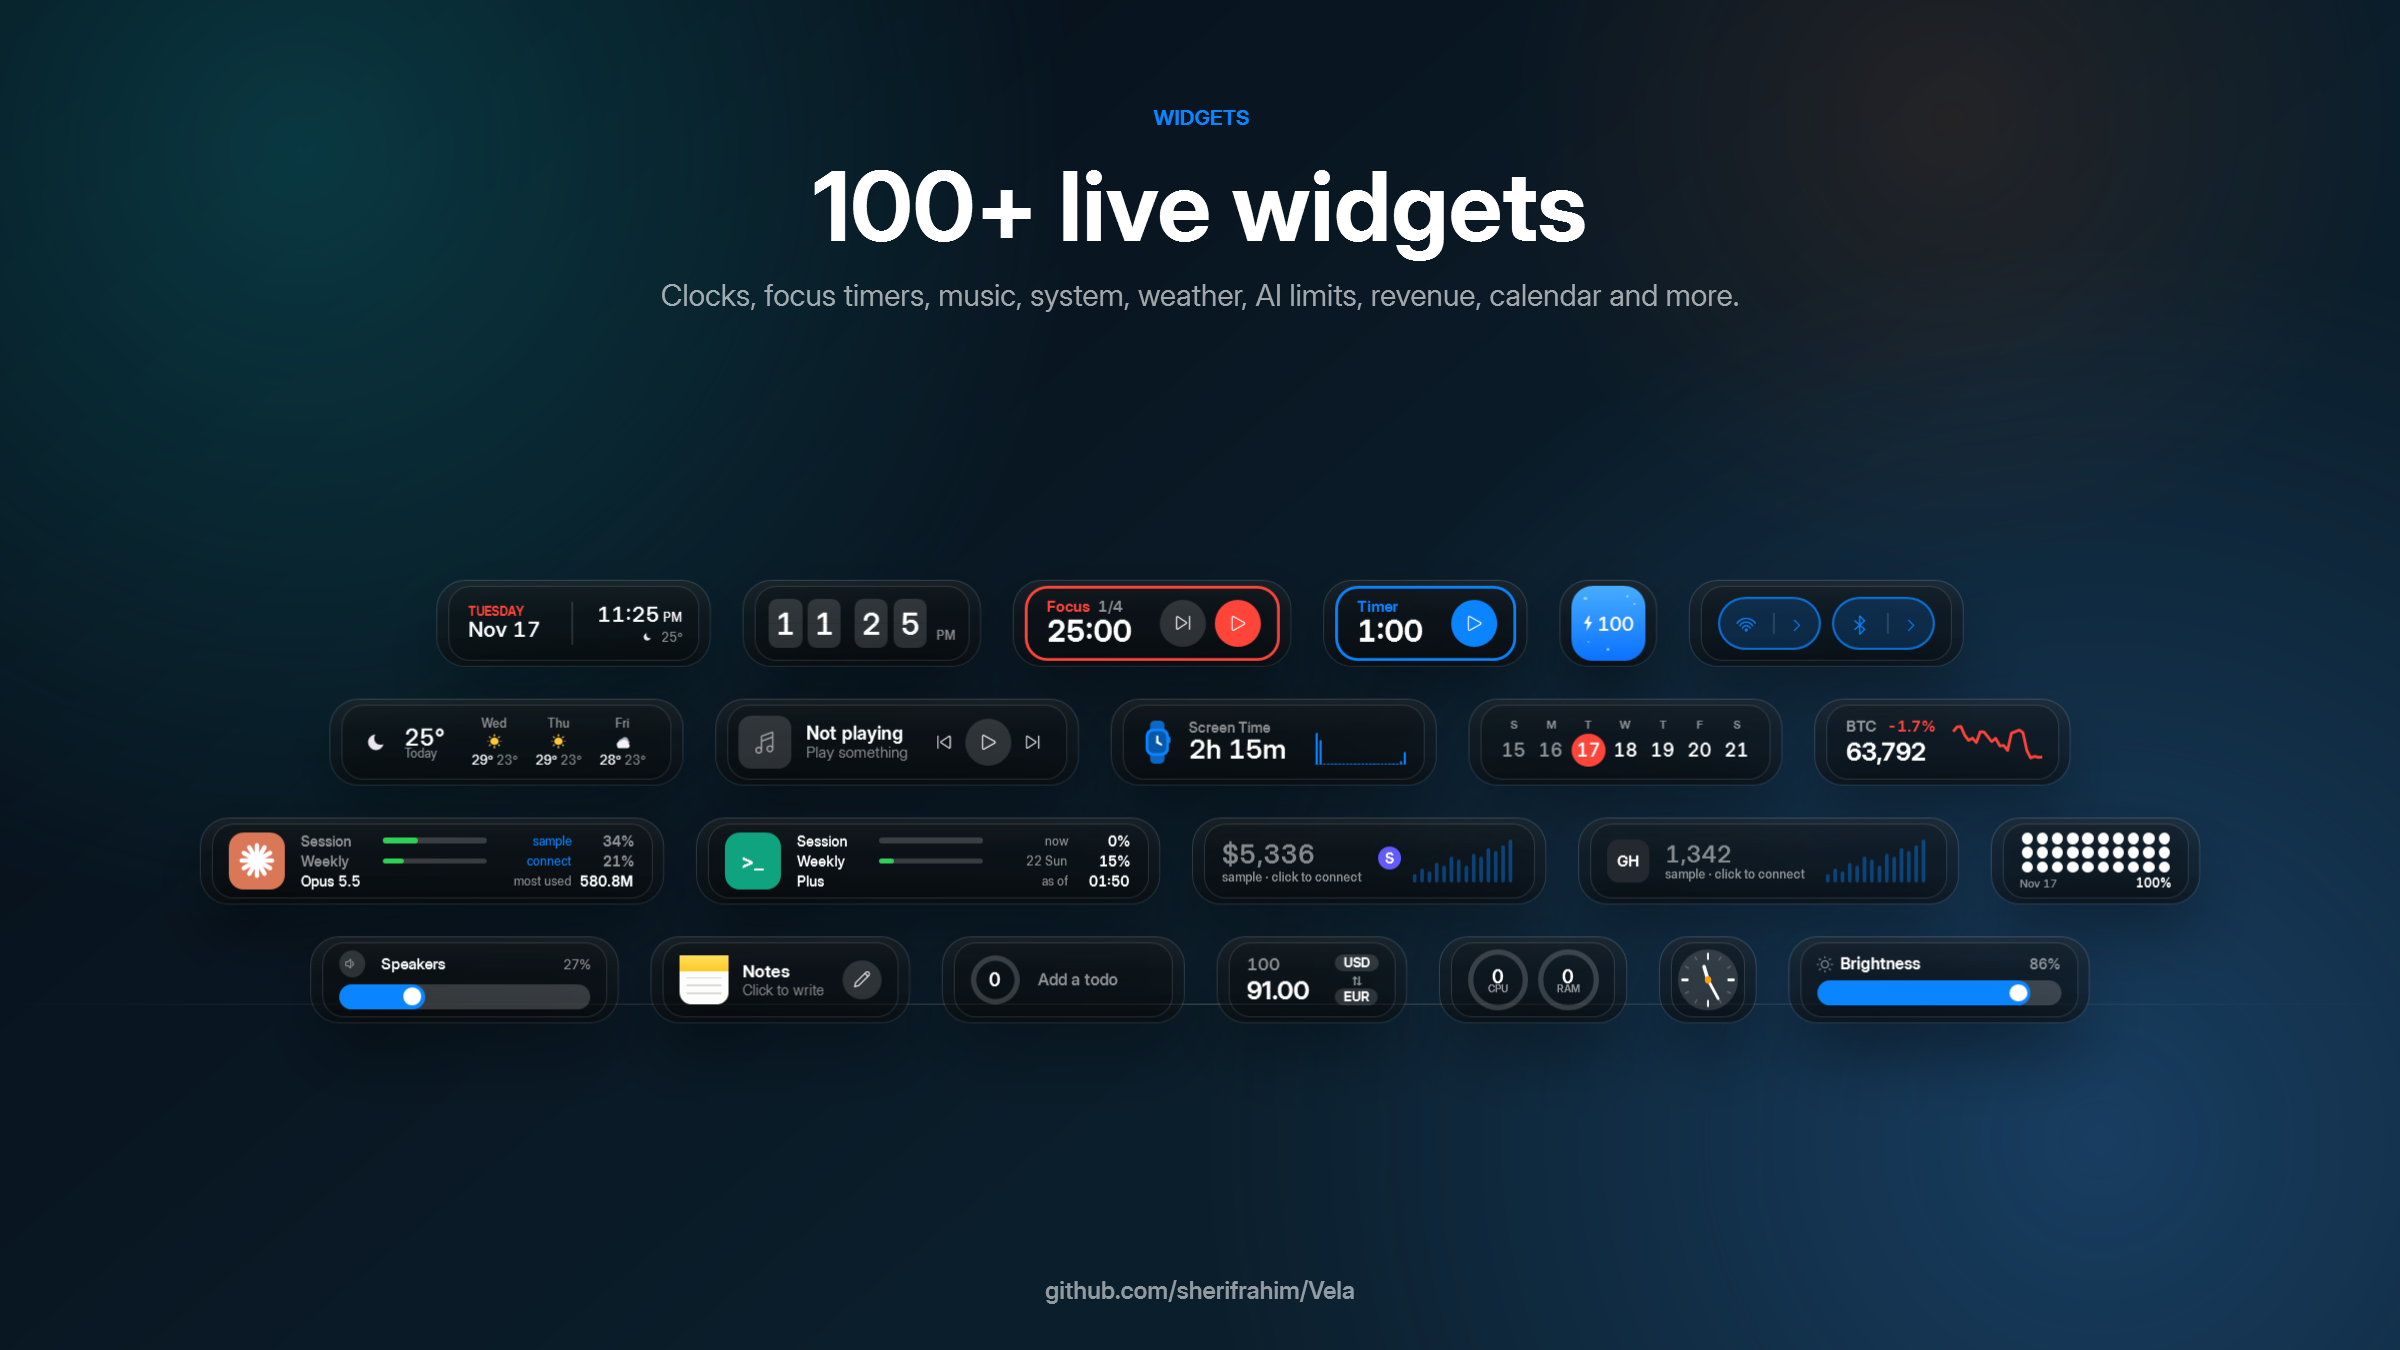 WIDGETS
100+ live widgets
Clocks, focus timers, music, system, weather, AI limits, revenue, calendar and more.
TUESDAY
Nov 17
11:25 PM
25°
1 1 2 5 PM
Focus 1/4
25:00
Timer
1:00
100
25°
Today
Wed Thu Fri
29° 23° 29° 23° 28° 23°
Not playing
Play something
Screen Time
2h 15m
S M T W T F S
15 16 17 18 19 20 21
BTC -1.7%
63,792
Session sample 34%
Weekly connect 21%
Opus 5.5 most used 580.8M
>_
Session now 0%
Weekly 22 Sun 15%
Plus as of 01:50
$5,336
sample · click to connect
S
GH
1,342
sample · click to connect
Nov 17 100%
Speakers 27%
Notes
Click to write
0 Add a todo
100 USD
91.00 EUR
0 CPU
0 RAM
Brightness 86%
github.com/sherifrahim/Vela